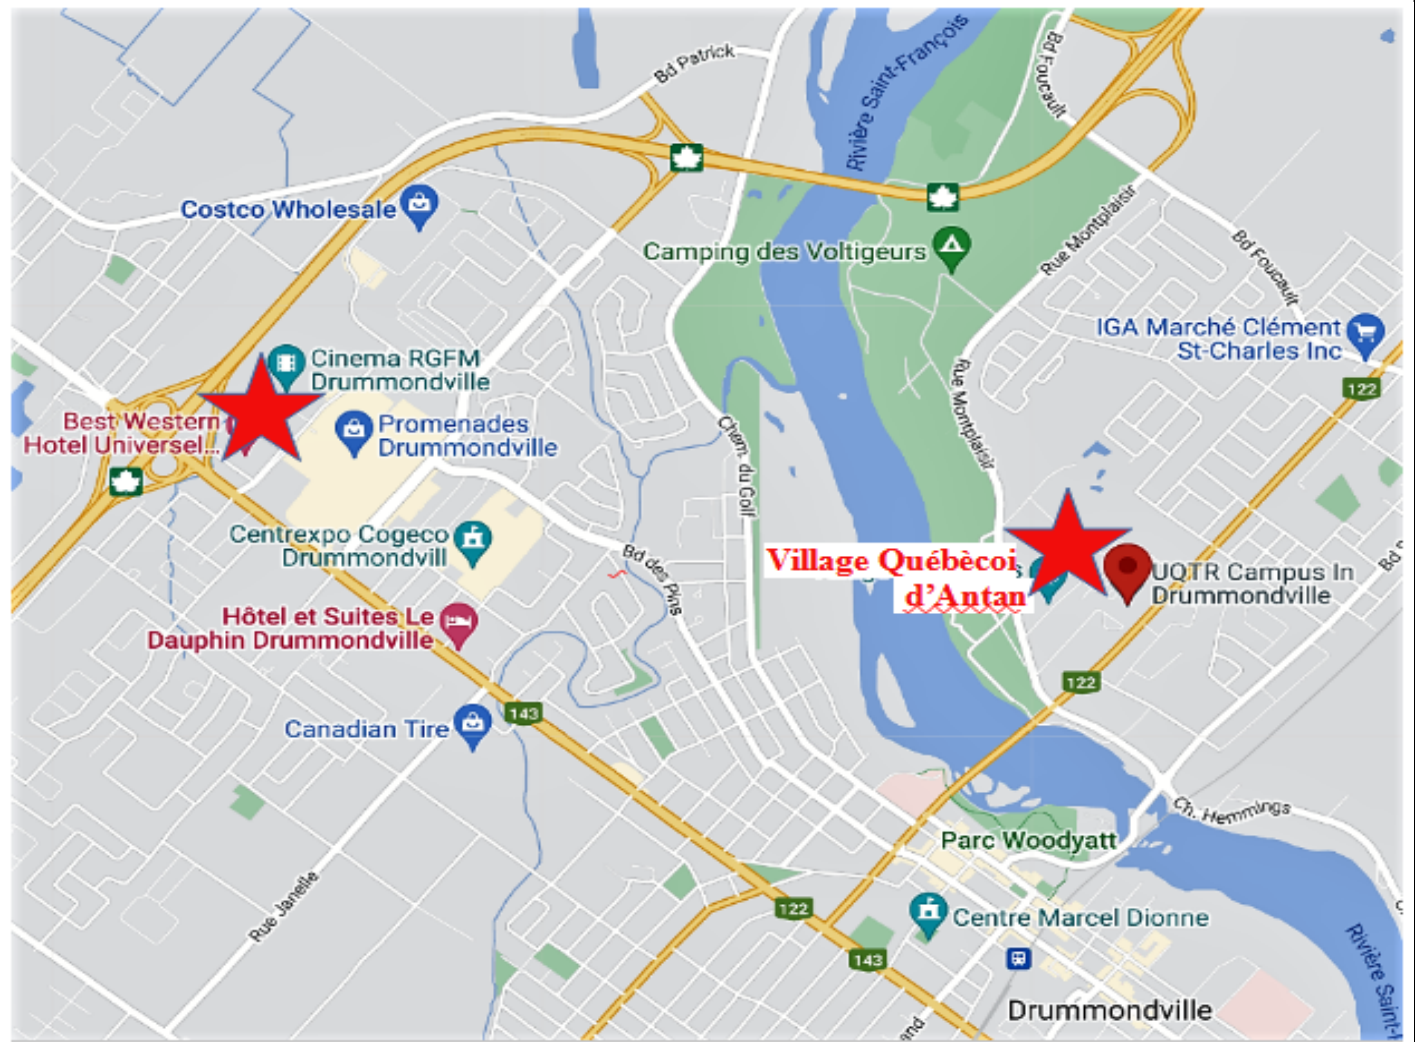 Bd Patrick
Rivière Saint-François
Bd Foucault
Costco Wholesale
Camping des Voltigeurs
Rue Montplaisir
Bd Foucault
IGA Marché Clément
St-Charles Inc
122
Cinema RGFM
Drummondville
Best Western
Hotel Universel...
Promenades
Drummondville
Rue Montplaisir
Chem. du Golf
Centrexpo Cogeco
Drummondvill
Bd des Pins
Village Québècoi
d'Antan
s
UQTR Campus In
Drummondville
Hôtel et Suites Le
Dauphin Drummondville
122
143
Canadian Tire
Ch. Hemmings
Parc Woodyatt
Rue Janelle
122
Centre Marcel Dionne
143
Drummondville